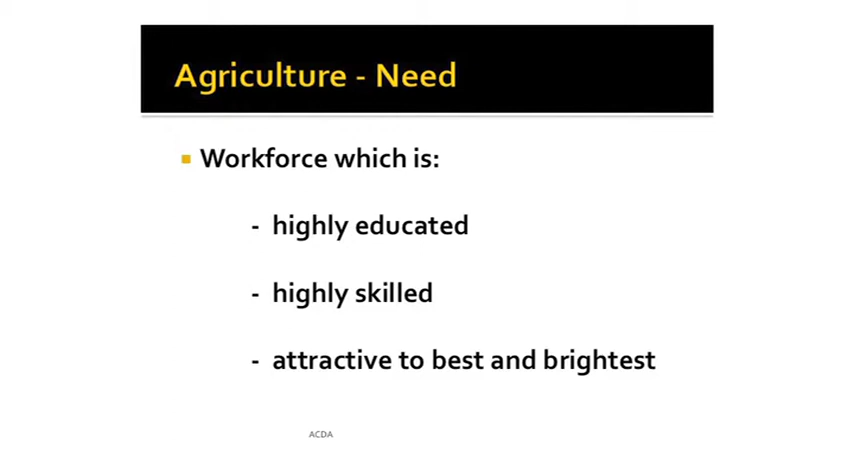 Agriculture - Need
▪ Workforce which is:
- highly educated
- highly skilled
- attractive to best and brightest
ACDA